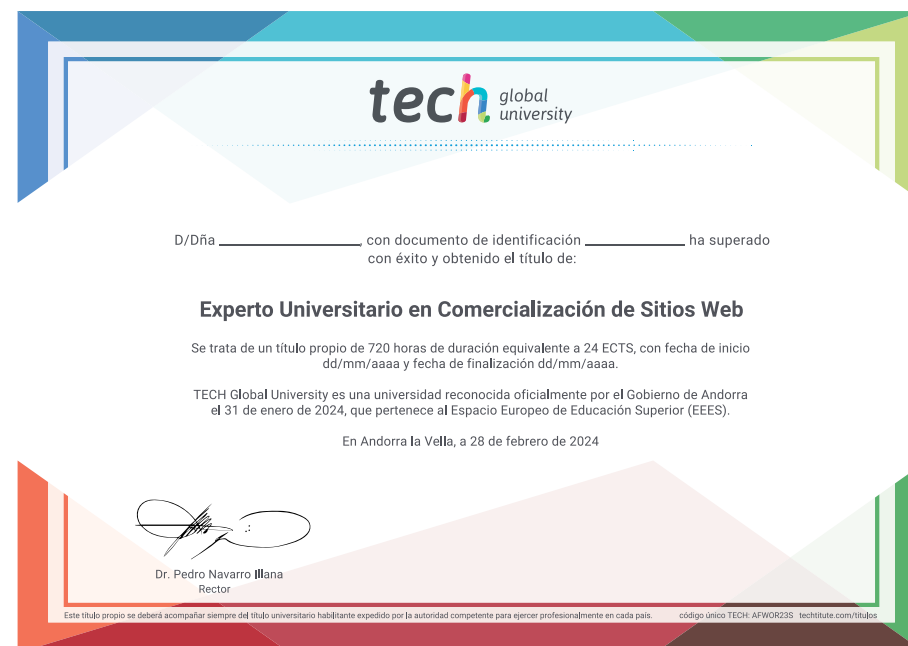 tech global university
D/Dña ____________________, con documento de identificación ______________ ha superado
con éxito y obtenido el título de:
Experto Universitario en Comercialización de Sitios Web
Se trata de un título propio de 720 horas de duración equivalente a 24 ECTS, con fecha de inicio
dd/mm/aaaa y fecha de finalización dd/mm/aaaa.
TECH Global University es una universidad reconocida oficialmente por el Gobierno de Andorra
el 31 de enero de 2024, que pertenece al Espacio Europeo de Educación Superior (EEES).
En Andorra la Vella, a 28 de febrero de 2024
Dr. Pedro Navarro Illana
Rector
Este título propio se deberá acompañar siempre del título universitario habilitante expedido por la autoridad competente para ejercer profesionalmente en cada país. código único TECH: AFWOR23S techtitute.com/titulos